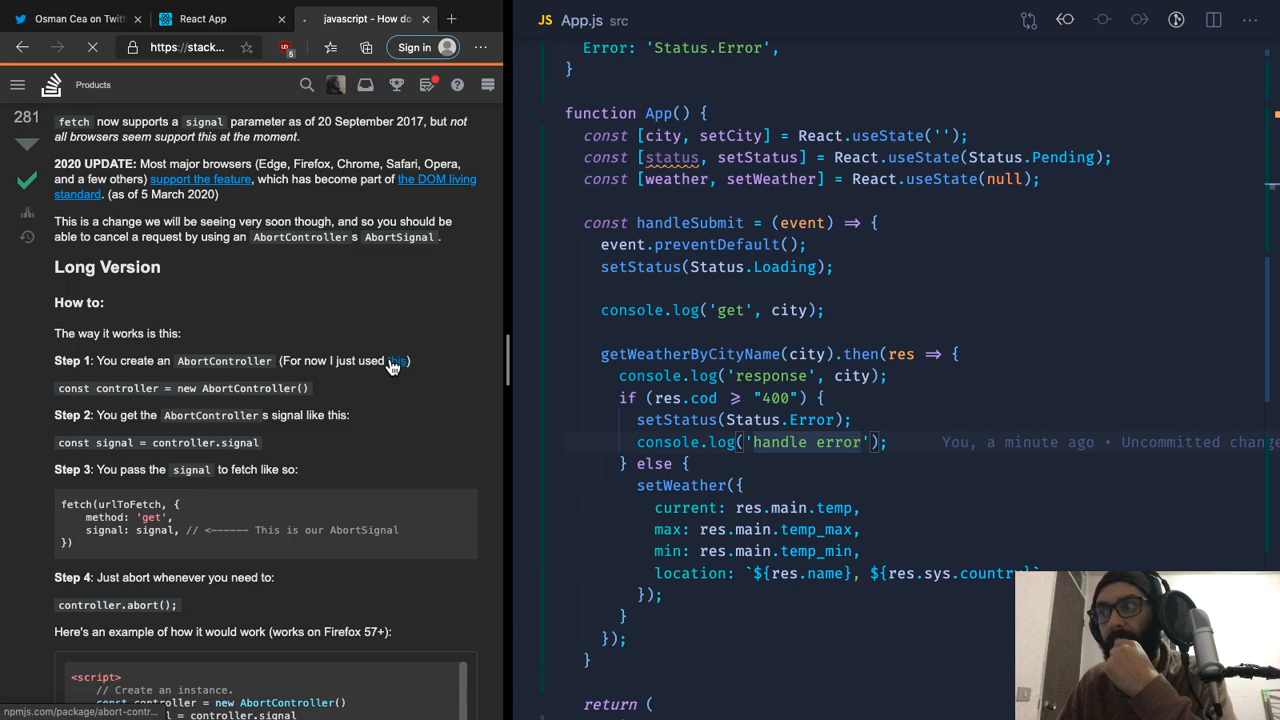 Osman Cea on Twitt
React App
javascript - How do
https://stack...
5
Sign in
Products
281
fetch now supports a signal parameter as of 20 September 2017, but not
all browsers seem support this at the moment.
2020 UPDATE: Most major browsers (Edge, Firefox, Chrome, Safari, Opera,
and a few others) support the feature, which has become part of the DOM living
standard. (as of 5 March 2020)
This is a change we will be seeing very soon though, and so you should be
able to cancel a request by using an AbortController s AbortSignal.
Long Version
How to:
The way it works is this:
Step 1: You create an AbortController (For now I just used this)
const controller = new AbortController()
Step 2: You get the AbortController s signal like this:
const signal = controller.signal
Step 3: You pass the signal to fetch like so:
fetch(urlToFetch, {
method: 'get',
signal: signal, // <------ This is our AbortSignal
})
Step 4: Just abort whenever you need to:
controller.abort();
Here's an example of how it would work (works on Firefox 57+):
<script>
// Create an instance.
const controller = new AbortController()
= controller.signal
npmjs.com/package/abort-contr...
JS App.js src
Error: 'Status.Error',
}
function App() {
const [city, setCity] = React.useState('');
const [status, setStatus] = React.useState(Status.Pending);
const [weather, setWeather] = React.useState(null);
const handleSubmit = (event) => {
event.preventDefault();
setStatus(Status.Loading);
console.log('get', city);
getWeatherByCityName(city).then(res => {
console.log('response', city);
if (res.cod >= "400") {
setStatus(Status.Error);
console.log('handle error'); You, a minute ago • Uncommitted change
} else {
setWeather({
current: res.main.temp,
max: res.main.temp_max,
min: res.main.temp_min,
location: `${res.name}, ${res.sys.country}`
});
}
});
}
return (